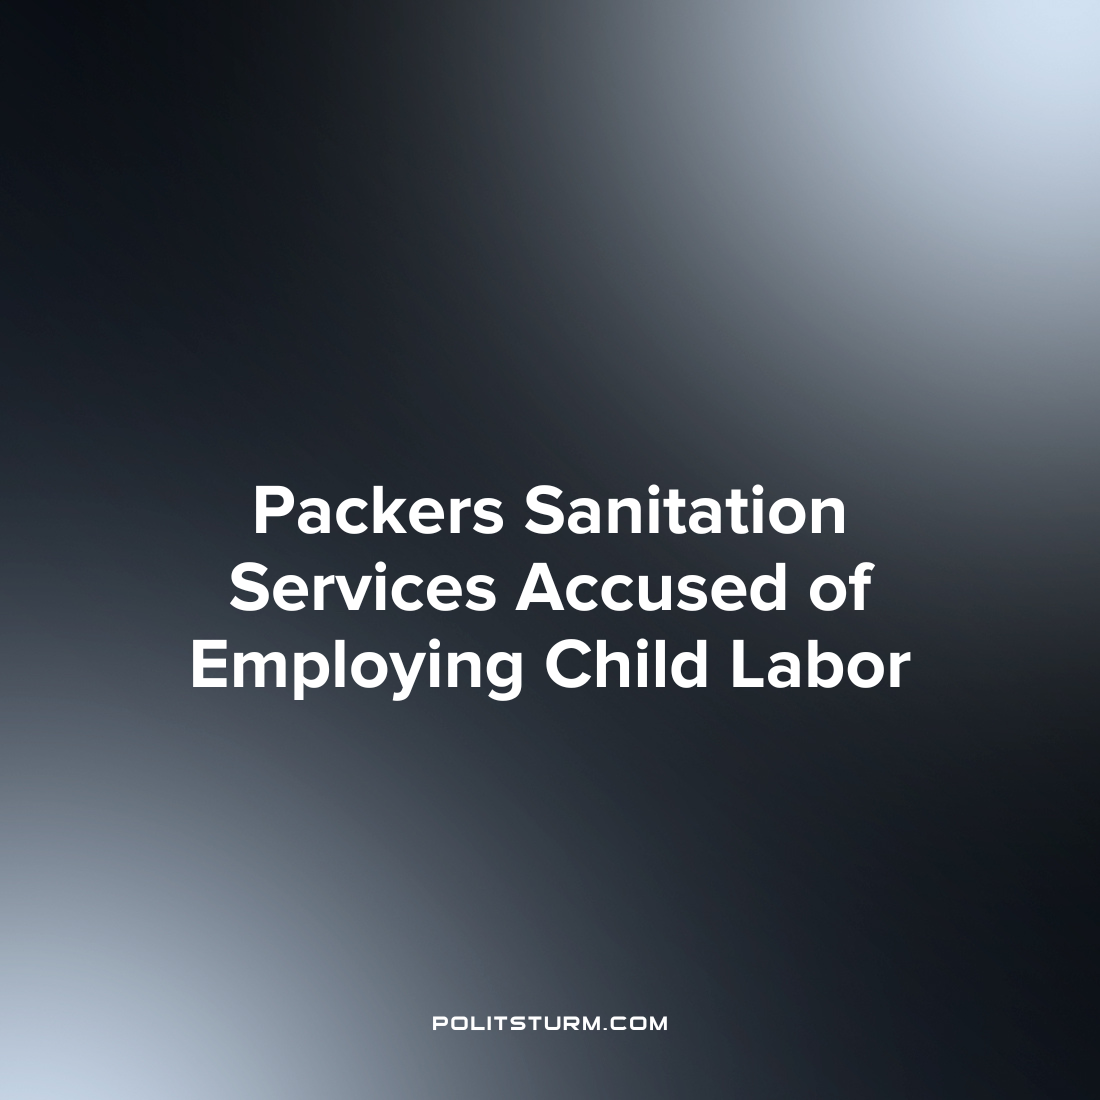 Packers Sanitation
Services Accused of
Employing Child Labor
POLITSTURM.COM